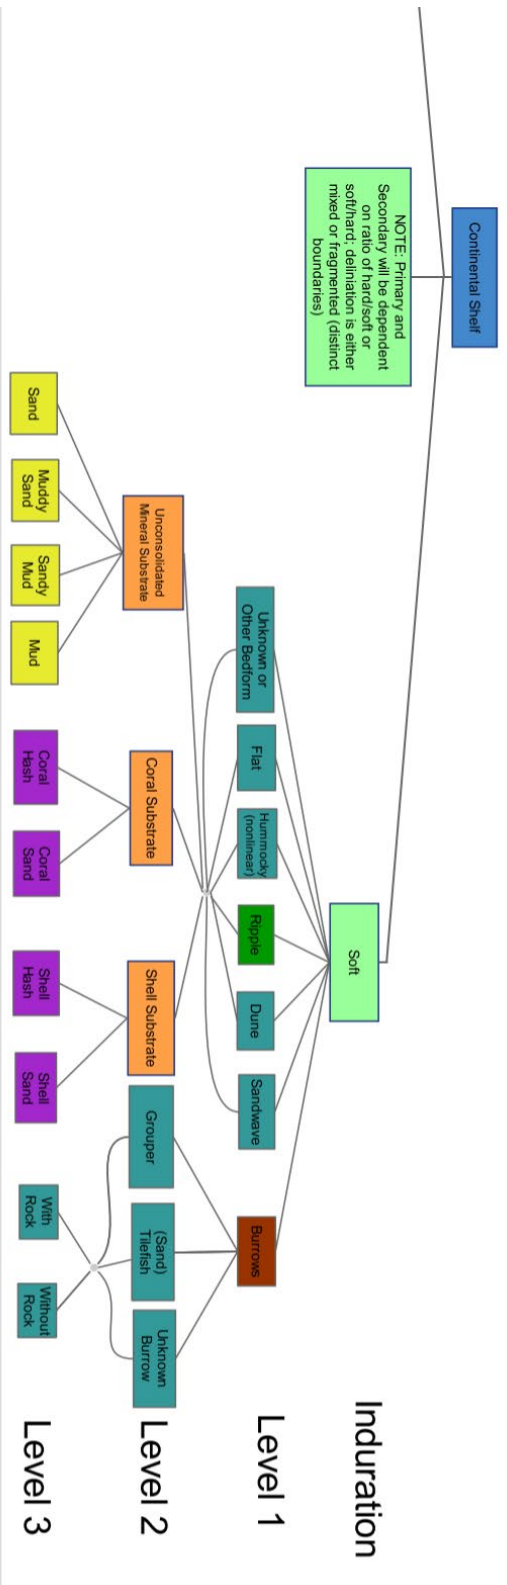 Continental Shelf
NOTE: Primary and
Secondary will be dependent
on ratio of hard/soft or
soft/hard; deliniation is either
mixed or fragmented (distinct
boundaries)
Soft
Induration
Unknown or
Other Bedform
Flat
Hummocky
(nonlinear)
Ripple
Dune
Sandwave
Burrows
Level 1
Unconsolidated
Mineral Substrate
Coral Substrate
Shell Substrate
Grouper
(Sand)
Tilefish
Unknown
Burrow
Level 2
Sand
Muddy
Sand
Sandy
Mud
Mud
Coral
Hash
Coral
Sand
Shell
Hash
Shell
Sand
With
Rock
Without
Rock
Level 3